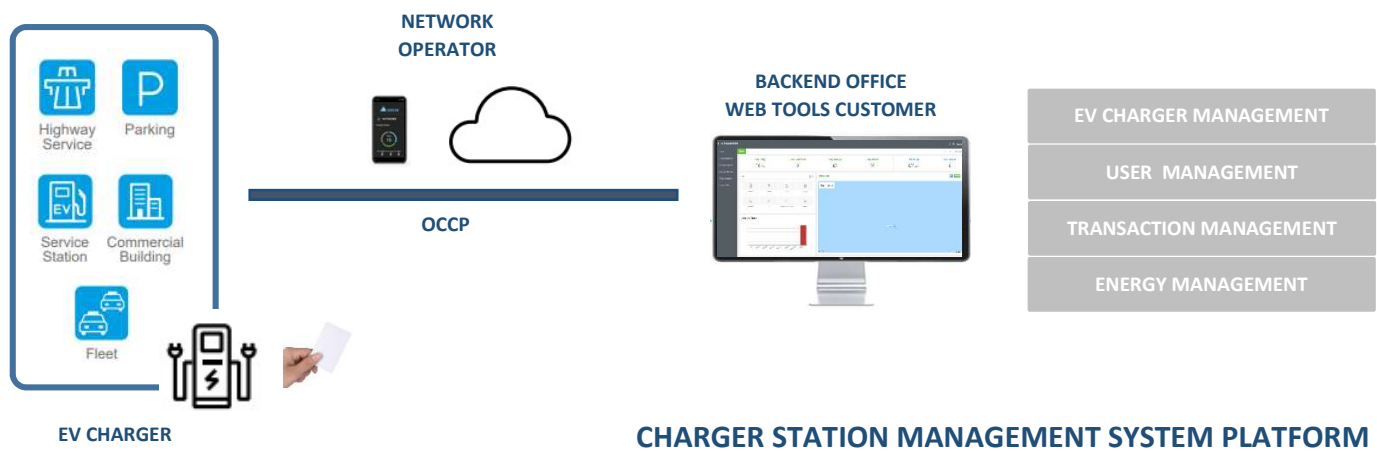 NETWORK
OPERATOR
Highway
Service
Parking
EV
Service
Station
Commercial
Building
Fleet
EV CHARGER
OCCP
BACKEND OFFICE
WEB TOOLS CUSTOMER
EV CHARGER MANAGEMENT
USER MANAGEMENT
TRANSACTION MANAGEMENT
ENERGY MANAGEMENT
CHARGER STATION MANAGEMENT SYSTEM PLATFORM